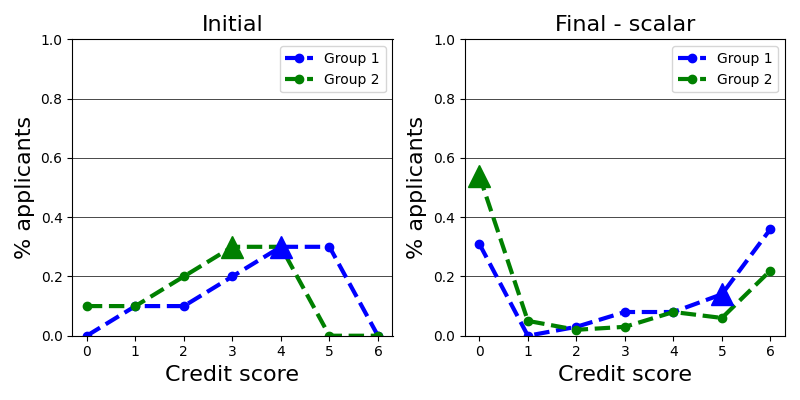 Initial
% applicants
1.0
0.8
0.6
0.4
0.2
0.0
Group 1
Group 2
0 1 2 3 4 5 6
Credit score
Final - scalar
% applicants
1.0
0.8
0.6
0.4
0.2
0.0
Group 1
Group 2
0 1 2 3 4 5 6
Credit score